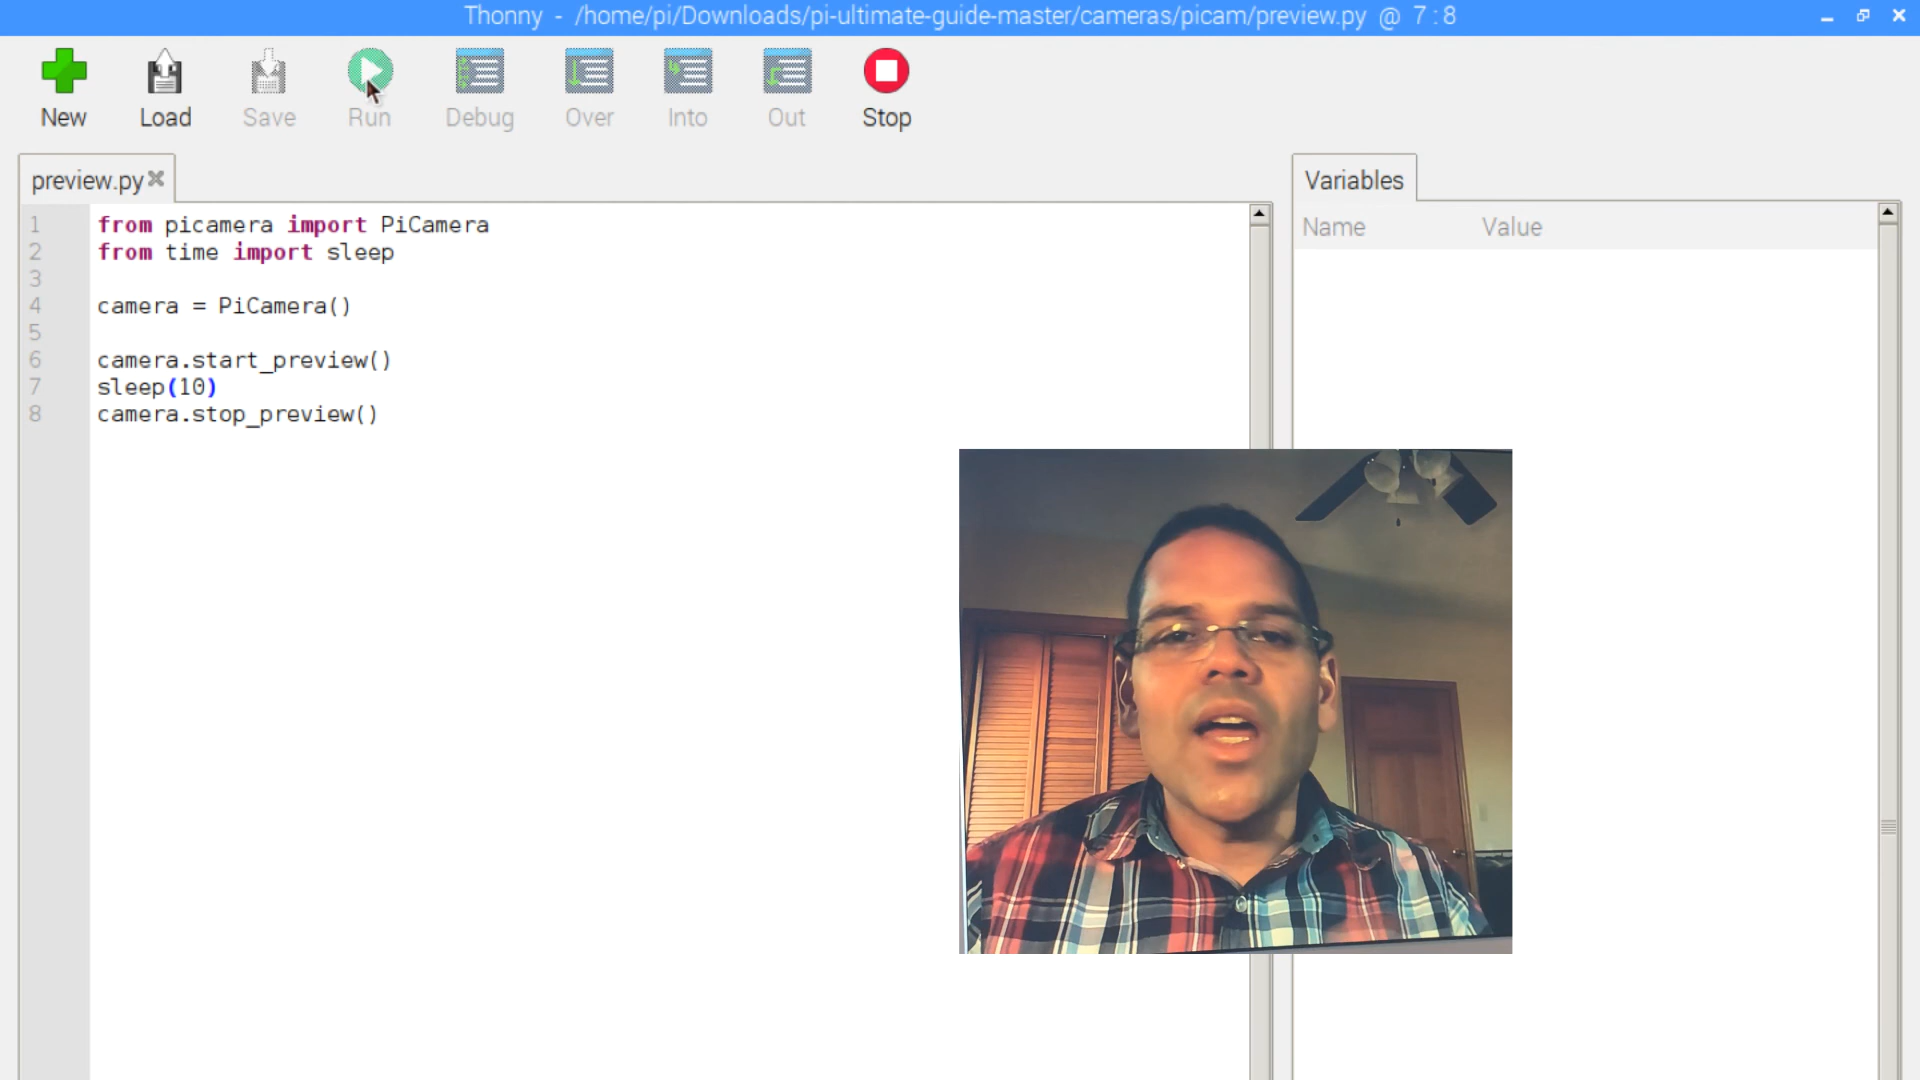 Thonny - /home/pi/Downloads/pi-ultimate-guide-master/cameras/picam/preview.py @ 7 : 8
New Load Save Run Debug Over Into Out Stop
preview.py
Variables
Name Value
1 from picamera import PiCamera
2 from time import sleep
3
4 camera = PiCamera()
5
6 camera.start_preview()
7 sleep(10)
8 camera.stop_preview()